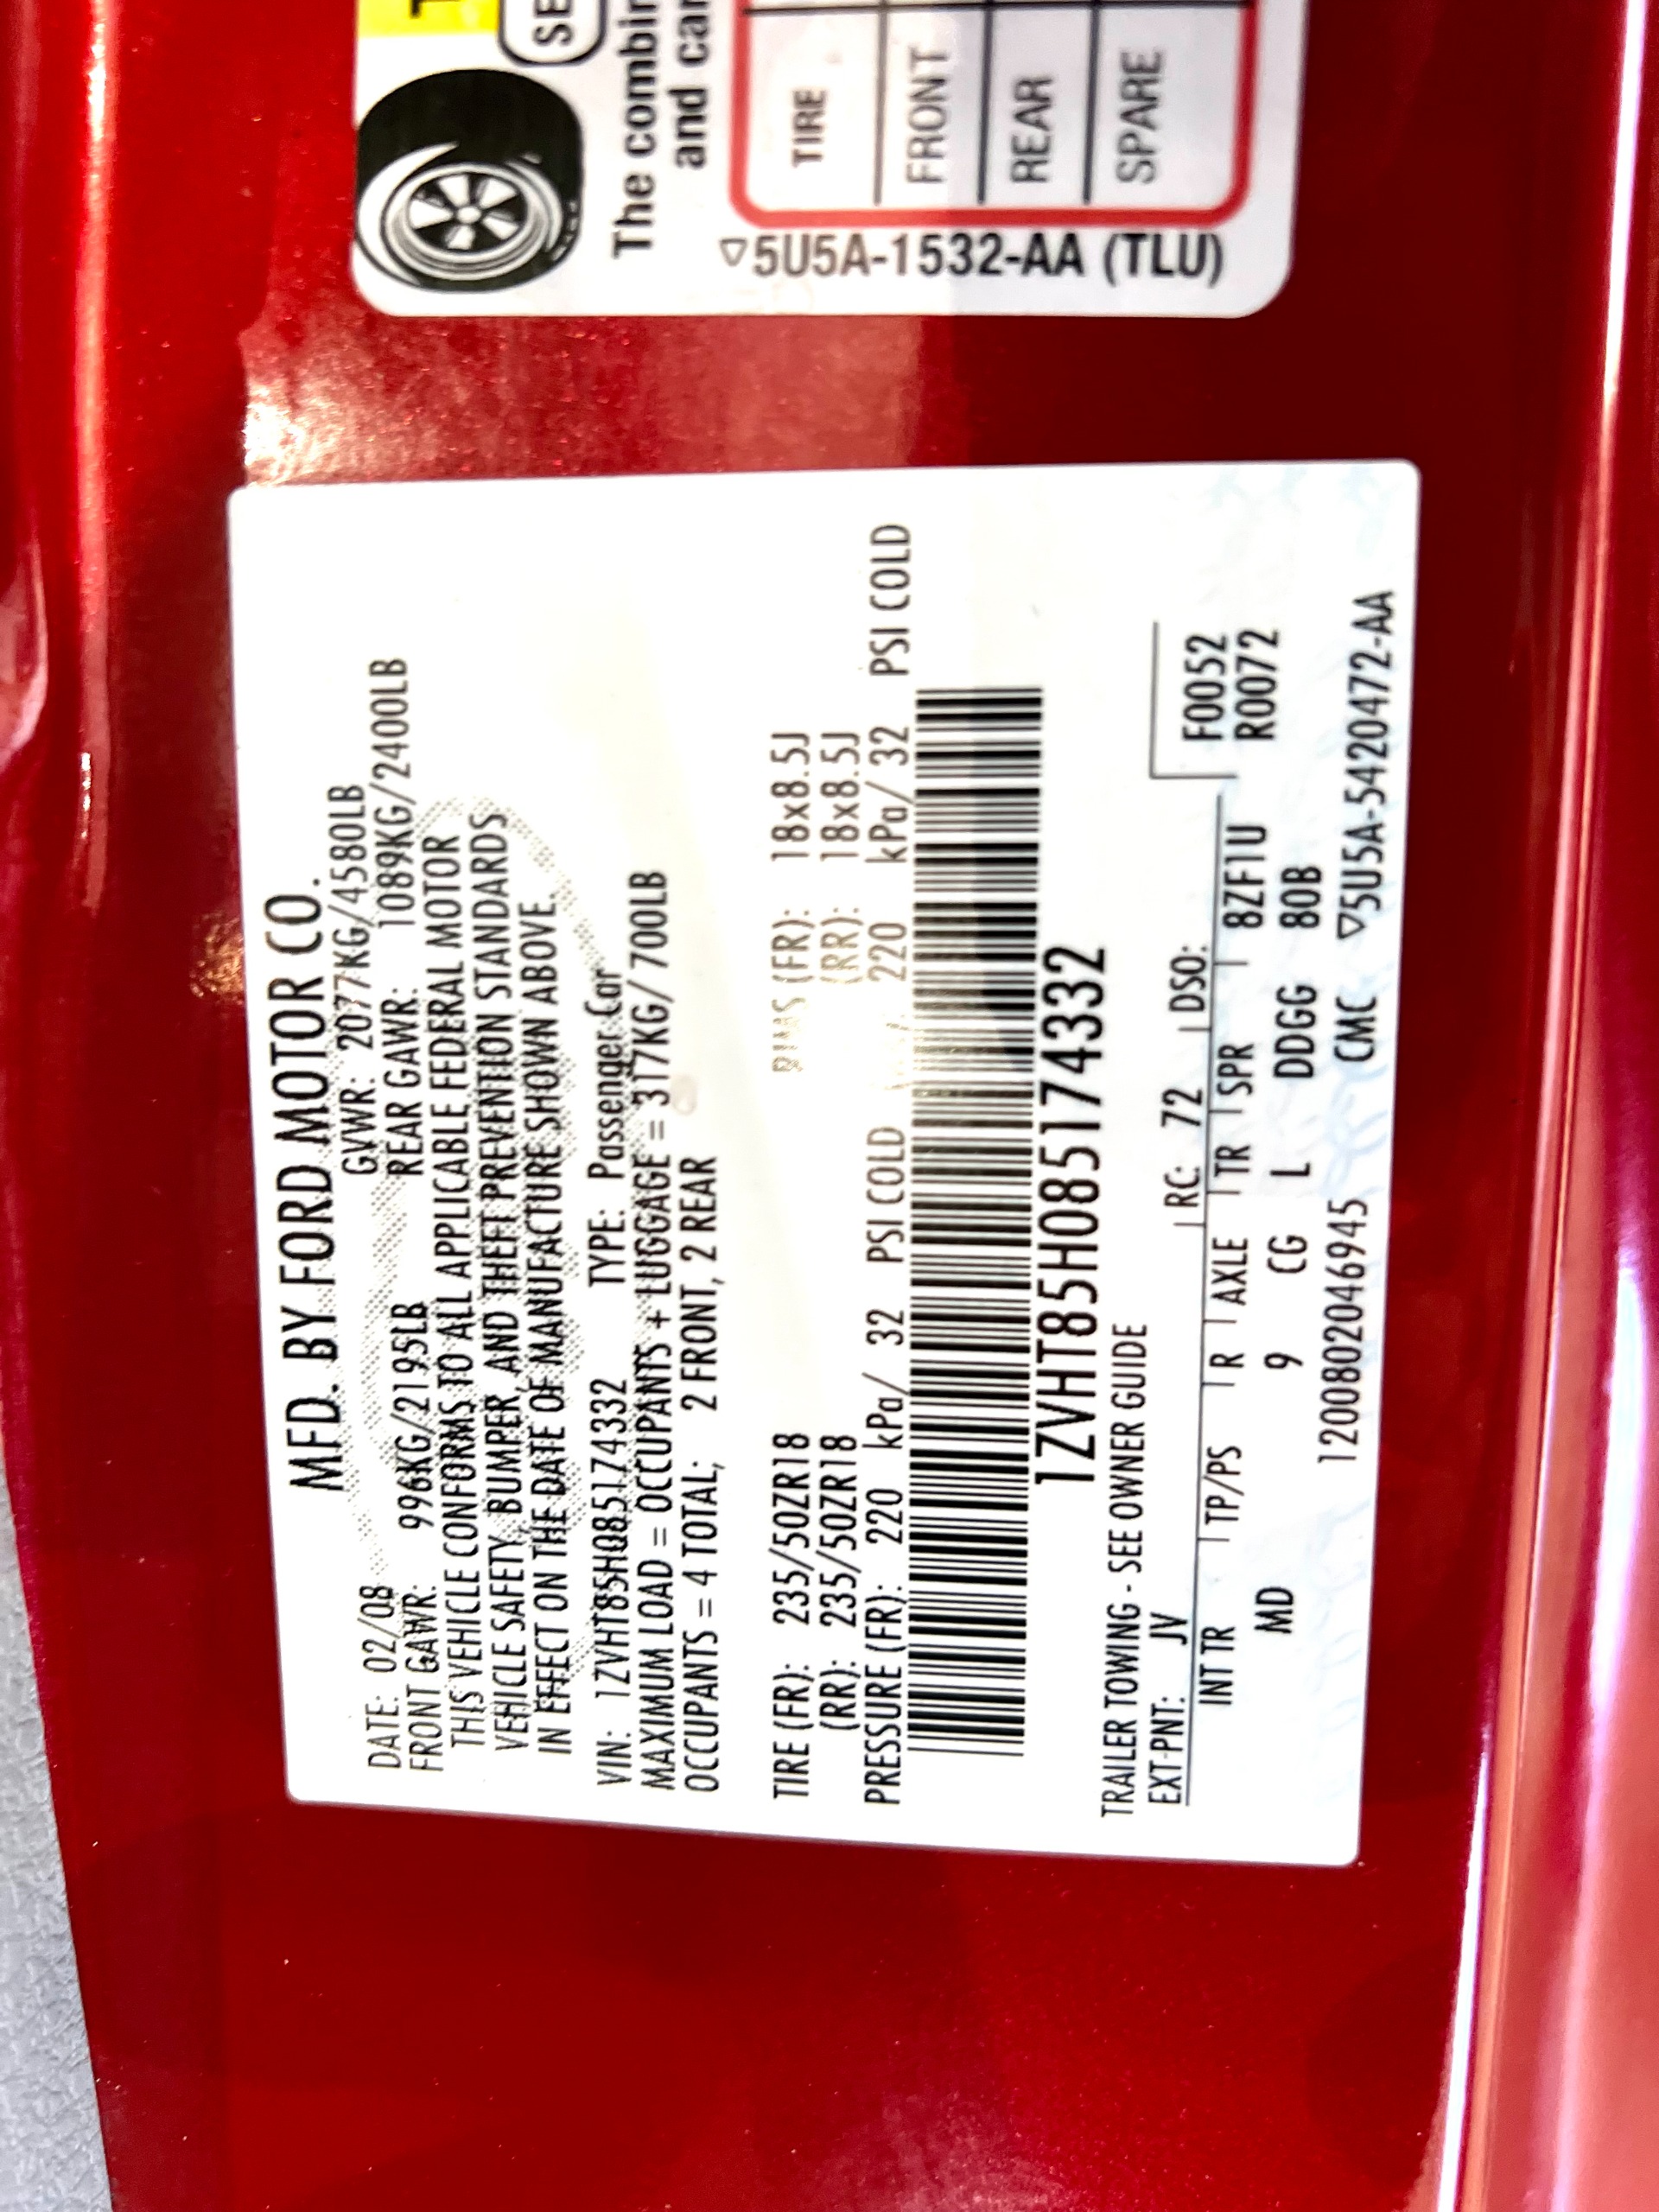 MFD. BY FORD MOTOR CO.
DATE: 02/08 GVWR: 2077KG/4580LB
FRONT GAWR: 996KG/2195LB REAR GAWR: 1089KG/2400LB
THIS VEHICLE CONFORMS TO ALL APPLICABLE FEDERAL MOTOR
VEHICLE SAFETY, BUMPER, AND THEFT PREVENTION STANDARDS
IN EFFECT ON THE DATE OF MANUFACTURE SHOWN ABOVE.
VIN: 1ZVHT85H085174332 TYPE: Passenger Car
MAXIMUM LOAD = OCCUPANTS + LUGGAGE = 317KG/700LB
OCCUPANTS = 4 TOTAL; 2 FRONT, 2 REAR
TIRE (FR): 235/50ZR18 RIMS (FR): 18x8.5J
(RR): 235/50ZR18 (RR): 18x8.5J
PRESSURE (FR): 220 kPa/ 32 PSI COLD 220 kPa/ 32 PSI COLD
1ZVHT85H085174332
TRAILER TOWING - SEE OWNER GUIDE
EXT PNT: JV RC: 72 DSO: F0052
INT TR TP/PS R AXLE TR SPR 8ZF1U R0072
MD 9 CG L DDGG 80B
1200802046945 CMC ▽5U5A-5420472-AA
SE
The combin
and car
TIRE
FRONT
REAR
SPARE
▽5U5A-1532-AA (TLU)